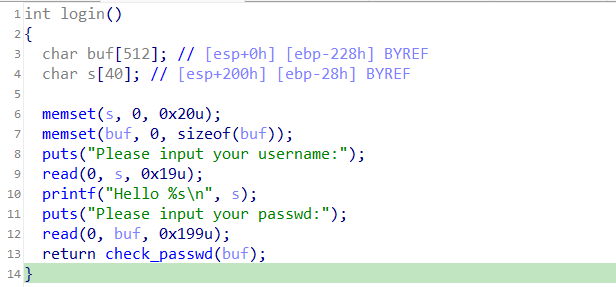 1 int login()
2 {
3   char buf[512]; // [esp+0h] [ebp-228h] BYREF
4   char s[40]; // [esp+200h] [ebp-28h] BYREF
5
6   memset(s, 0, 0x20u);
7   memset(buf, 0, sizeof(buf));
8   puts("Please input your username:");
9   read(0, s, 0x19u);
10   printf("Hello %s\n", s);
11   puts("Please input your passwd:");
12   read(0, buf, 0x199u);
13   return check_passwd(buf);
14 }